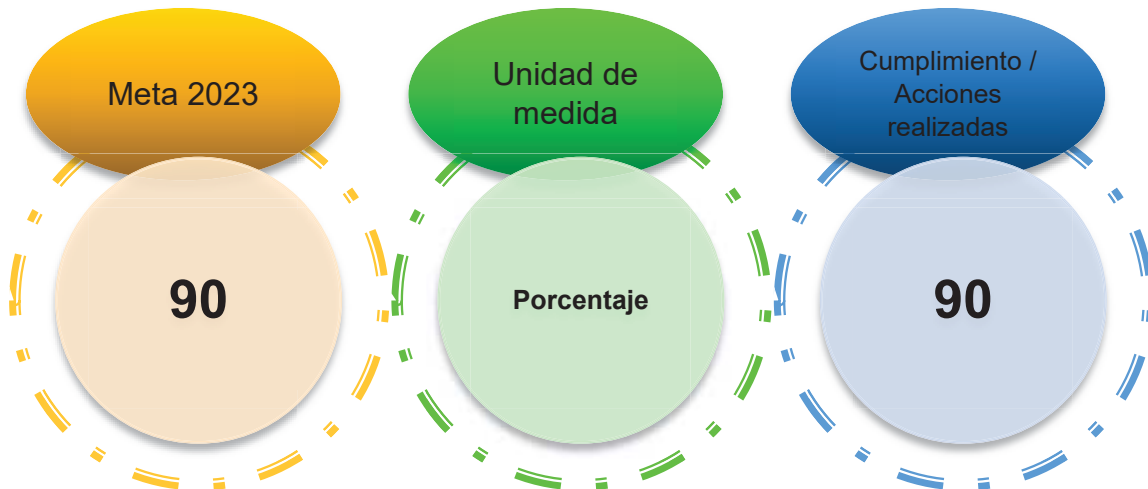 Meta 2023
90
Unidad de
medida
Porcentaje
Cumplimiento /
Acciones
realizadas
90